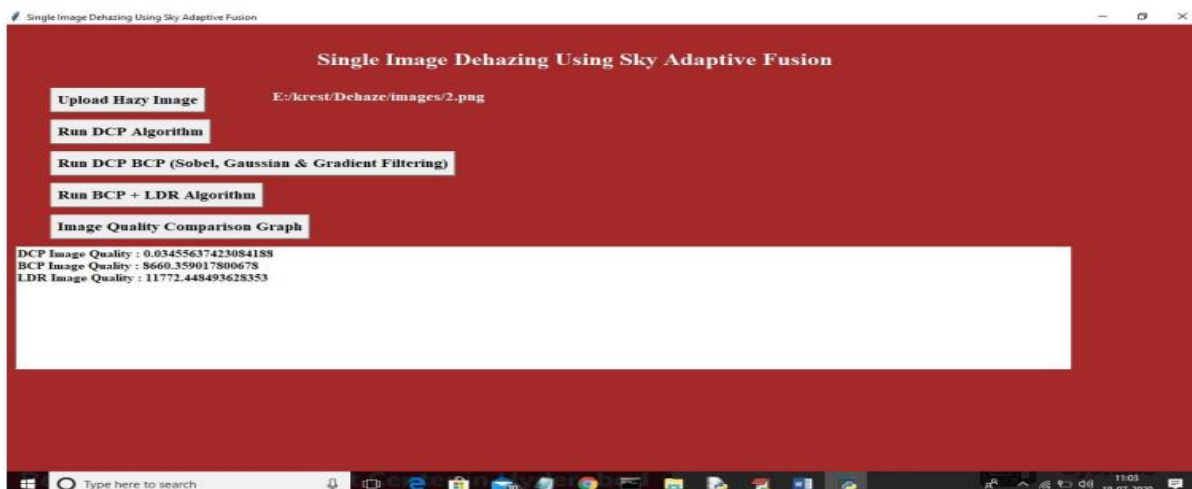 Single Image Dehazing Using Sky Adaptive Fusion
Single Image Dehazing Using Sky Adaptive Fusion
Upload Hazy Image
E:/krest/Dehaze/images/2.png
Run DCP Algorithm
Run DCP BCP (Sobel, Gaussian & Gradient Filtering)
Run BCP + LDR Algorithm
Image Quality Comparison Graph
DCP Image Quality : 0.03455637423084188
BCP Image Quality : 8660.359017800678
LDR Image Quality : 11772.448493628353
Type here to search
11:03